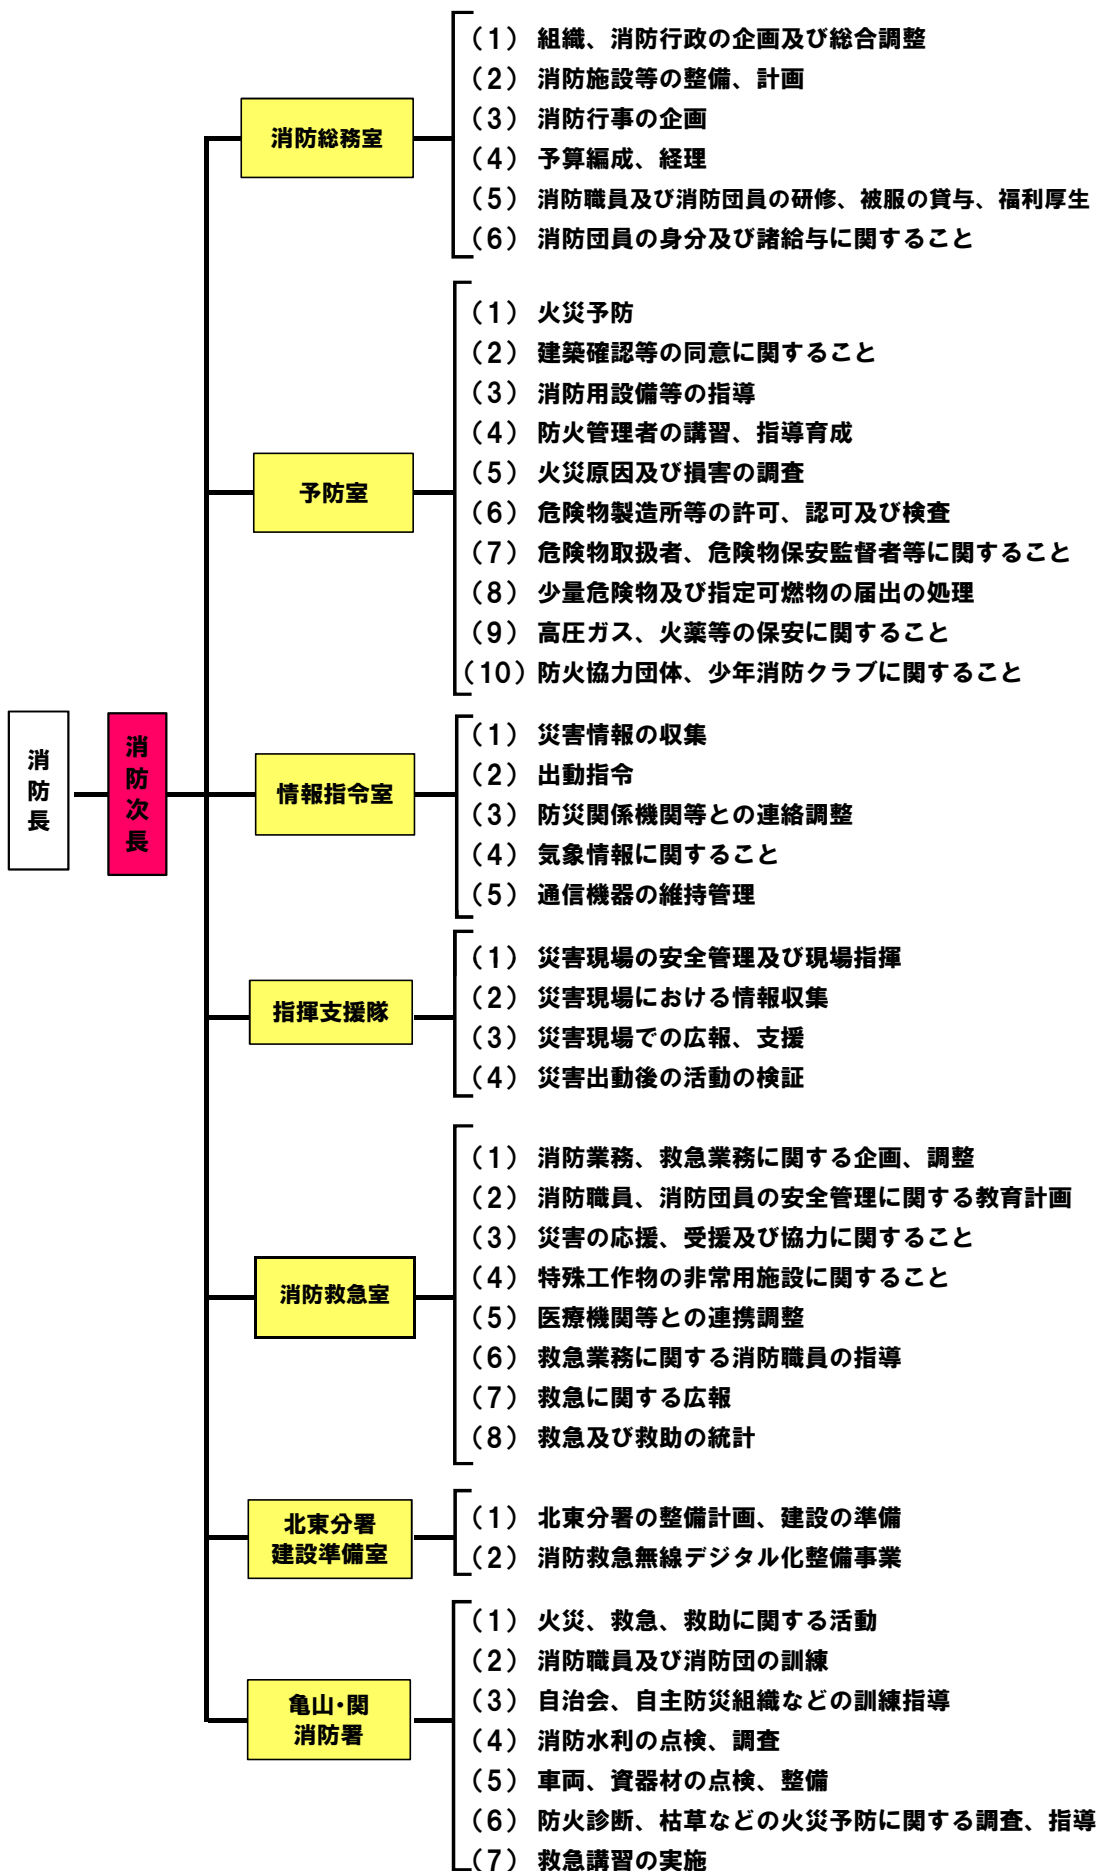 消防長
消防次長
消防総務室
(1) 組織、消防行政の企画及び総合調整
(2) 消防施設等の整備、計画
(3) 消防行事の企画
(4) 予算編成、経理
(5) 消防職員及び消防団員の研修、被服の貸与、福利厚生
(6) 消防団員の身分及び諸給与に関すること
予防室
(1) 火災予防
(2) 建築確認等の同意に関すること
(3) 消防用設備等の指導
(4) 防火管理者の講習、指導育成
(5) 火災原因及び損害の調査
(6) 危険物製造所等の許可、認可及び検査
(7) 危険物取扱者、危険物保安監督者等に関すること
(8) 少量危険物及び指定可燃物の届出の処理
(9) 高圧ガス、火薬等の保安に関すること
(10) 防火協力団体、少年消防クラブに関すること
情報指令室
(1) 災害情報の収集
(2) 出動指令
(3) 防災関係機関等との連絡調整
(4) 気象情報に関すること
(5) 通信機器の維持管理
指揮支援隊
(1) 災害現場の安全管理及び現場指揮
(2) 災害現場における情報収集
(3) 災害現場での広報、支援
(4) 災害出動後の活動の検証
消防救急室
(1) 消防業務、救急業務に関する企画、調整
(2) 消防職員、消防団員の安全管理に関する教育計画
(3) 災害の応援、受援及び協力に関すること
(4) 特殊工作物の非常用施設に関すること
(5) 医療機関等との連携調整
(6) 救急業務に関する消防職員の指導
(7) 救急に関する広報
(8) 救急及び救助の統計
北東分署
建設準備室
(1) 北東分署の整備計画、建設の準備
(2) 消防救急無線デジタル化整備事業
亀山・関
消防署
(1) 火災、救急、救助に関する活動
(2) 消防職員及び消防団の訓練
(3) 自治会、自主防災組織などの訓練指導
(4) 消防水利の点検、調査
(5) 車両、資器材の点検、整備
(6) 防火診断、枯草などの火災予防に関する調査、指導
(7) 救急講習の実施